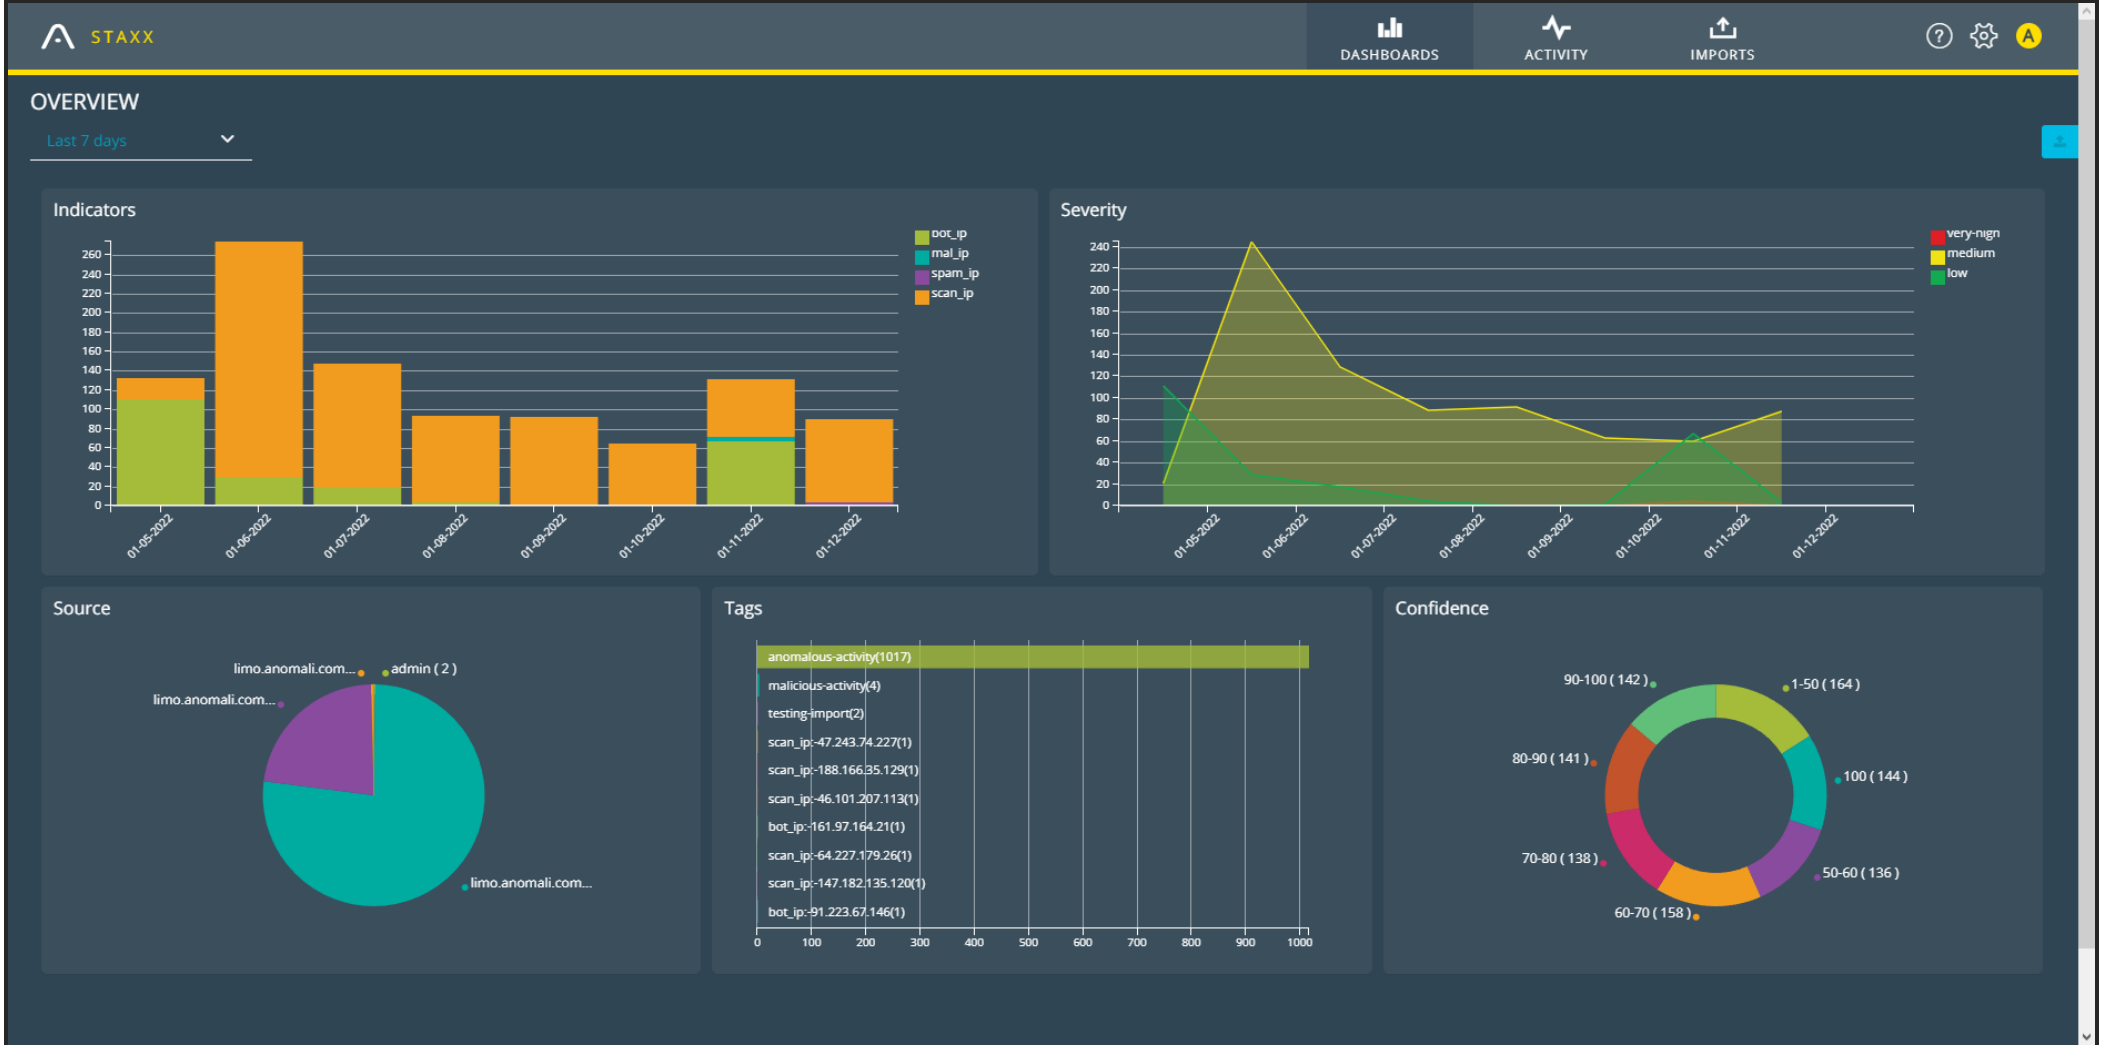 STAXX
DASHBOARDS
ACTIVITY
IMPORTS
?
A
OVERVIEW
Last 7 days
Indicators
260
240
220
200
180
160
140
120
100
80
60
40
20
0
01-05-2022
01-06-2022
01-07-2022
01-08-2022
01-09-2022
01-10-2022
01-11-2022
01-12-2022
bot_ip
mal_ip
spam_ip
scan_ip
Severity
240
220
200
180
160
140
120
100
80
60
40
20
0
01-05-2022
01-06-2022
01-07-2022
01-08-2022
01-09-2022
01-10-2022
01-11-2022
01-12-2022
very-high
medium
low
Source
limo.anomali.com...
admin ( 2 )
limo.anomali.com...
limo.anomali.com...
Tags
anomalous-activity(1017)
malicious-activity(4)
testing-import(2)
scan_ip:-47.243.74.227(1)
scan_ip:-188.166.35.129(1)
scan_ip:-46.101.207.113(1)
bot_ip:-161.97.164.21(1)
scan_ip:-64.227.179.26(1)
scan_ip:-147.182.135.120(1)
bot_ip:-91.223.67.146(1)
0 100 200 300 400 500 600 700 800 900 1000
Confidence
90-100 ( 142 )
1-50 ( 164 )
80-90 ( 141 )
100 ( 144 )
70-80 ( 138 )
50-60 ( 136 )
60-70 ( 158 )